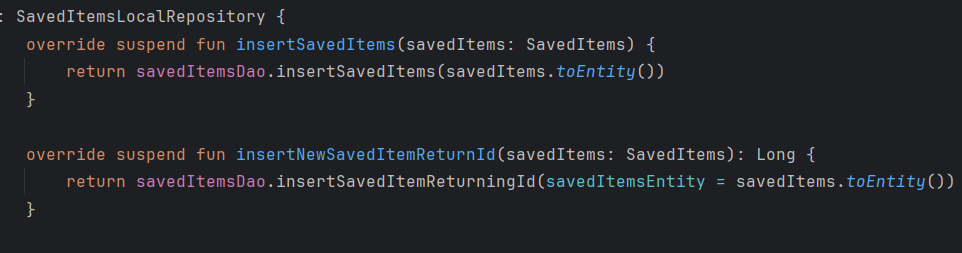 : SavedItemsLocalRepository {
override suspend fun insertSavedItems(savedItems: SavedItems) {
return savedItemsDao.insertSavedItems(savedItems.toEntity())
}
override suspend fun insertNewSavedItemReturnId(savedItems: SavedItems): Long {
return savedItemsDao.insertSavedItemReturningId(savedItemsEntity = savedItems.toEntity())
}